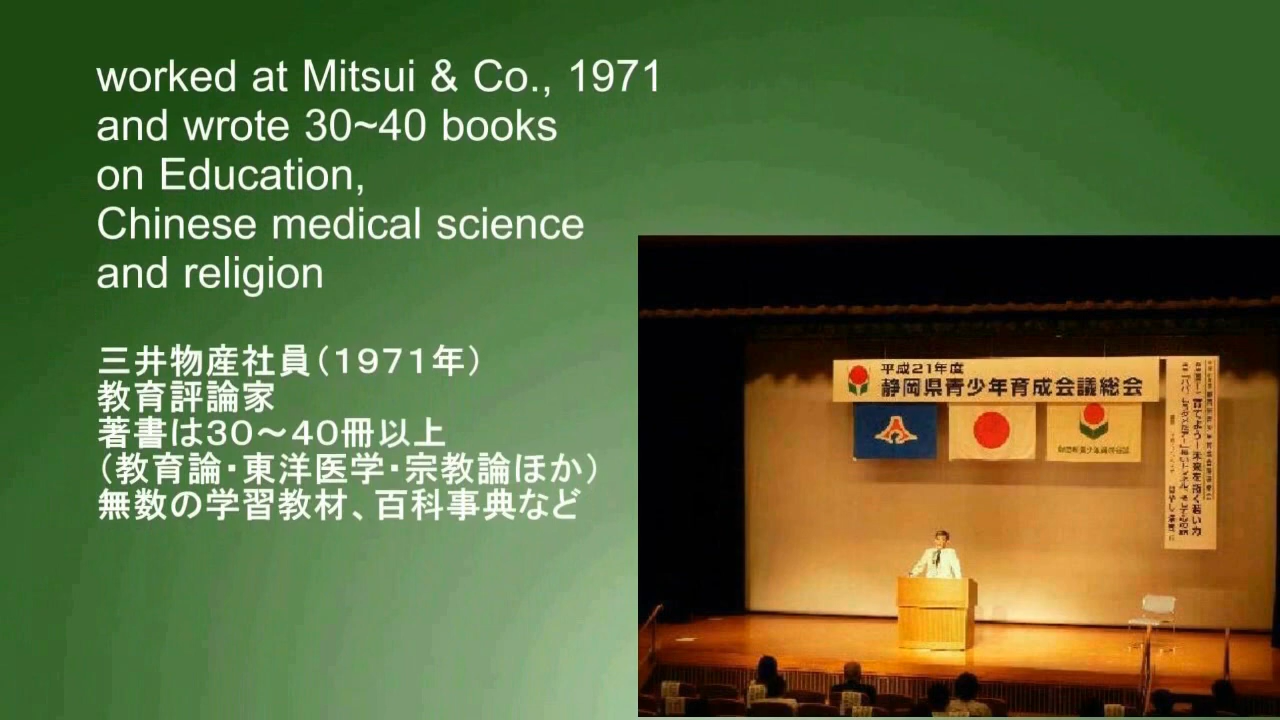 worked at Mitsui & Co., 1971
and wrote 30~40 books
on Education,
Chinese medical science
and religion
三井物産社員（１９７１年）
教育評論家
著書は３０～４０冊以上
（教育論・東洋医学・宗教論ほか）
無数の学習教材、百科事典など
平成21年度
静岡県青少年育成会議総会